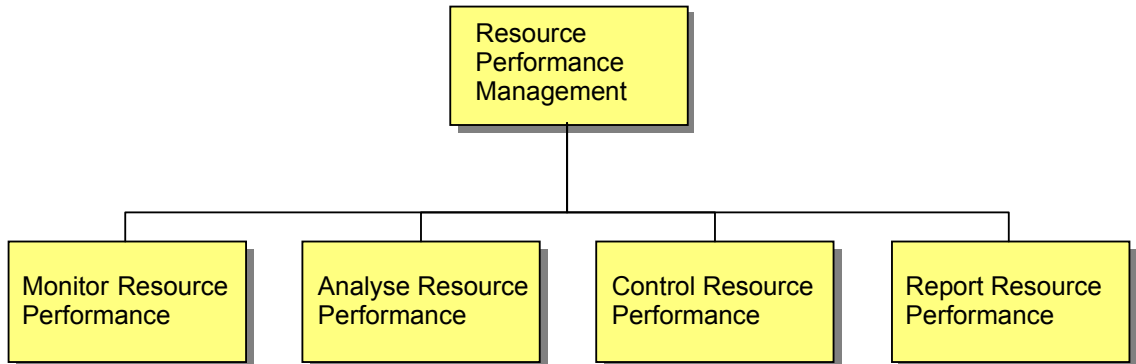 Resource
Performance
Management
Monitor Resource
Performance
Analyse Resource
Performance
Control Resource
Performance
Report Resource
Performance